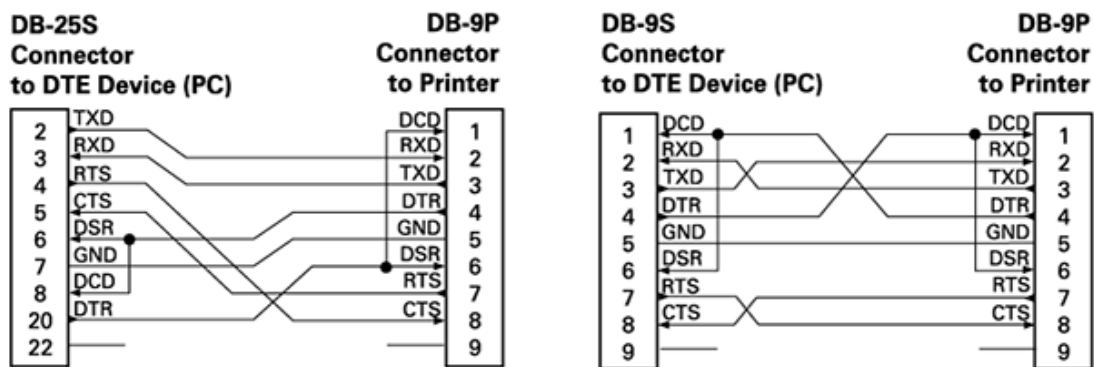 DB-25S
Connector
to DTE Device (PC)
DB-9P
Connector
to Printer
2 TXD
3 RXD
4 RTS
5 CTS
6 DSR
7 GND
8 DCD
20 DTR
22
DCD 1
RXD 2
TXD 3
DTR 4
GND 5
DSR 6
RTS 7
CTS 8
9
DB-9S
Connector
to DTE Device (PC)
DB-9P
Connector
to Printer
1 DCD
2 RXD
3 TXD
4 DTR
5 GND
6 DSR
7 RTS
8 CTS
9
DCD 1
RXD 2
TXD 3
DTR 4
GND 5
DSR 6
RTS 7
CTS 8
9